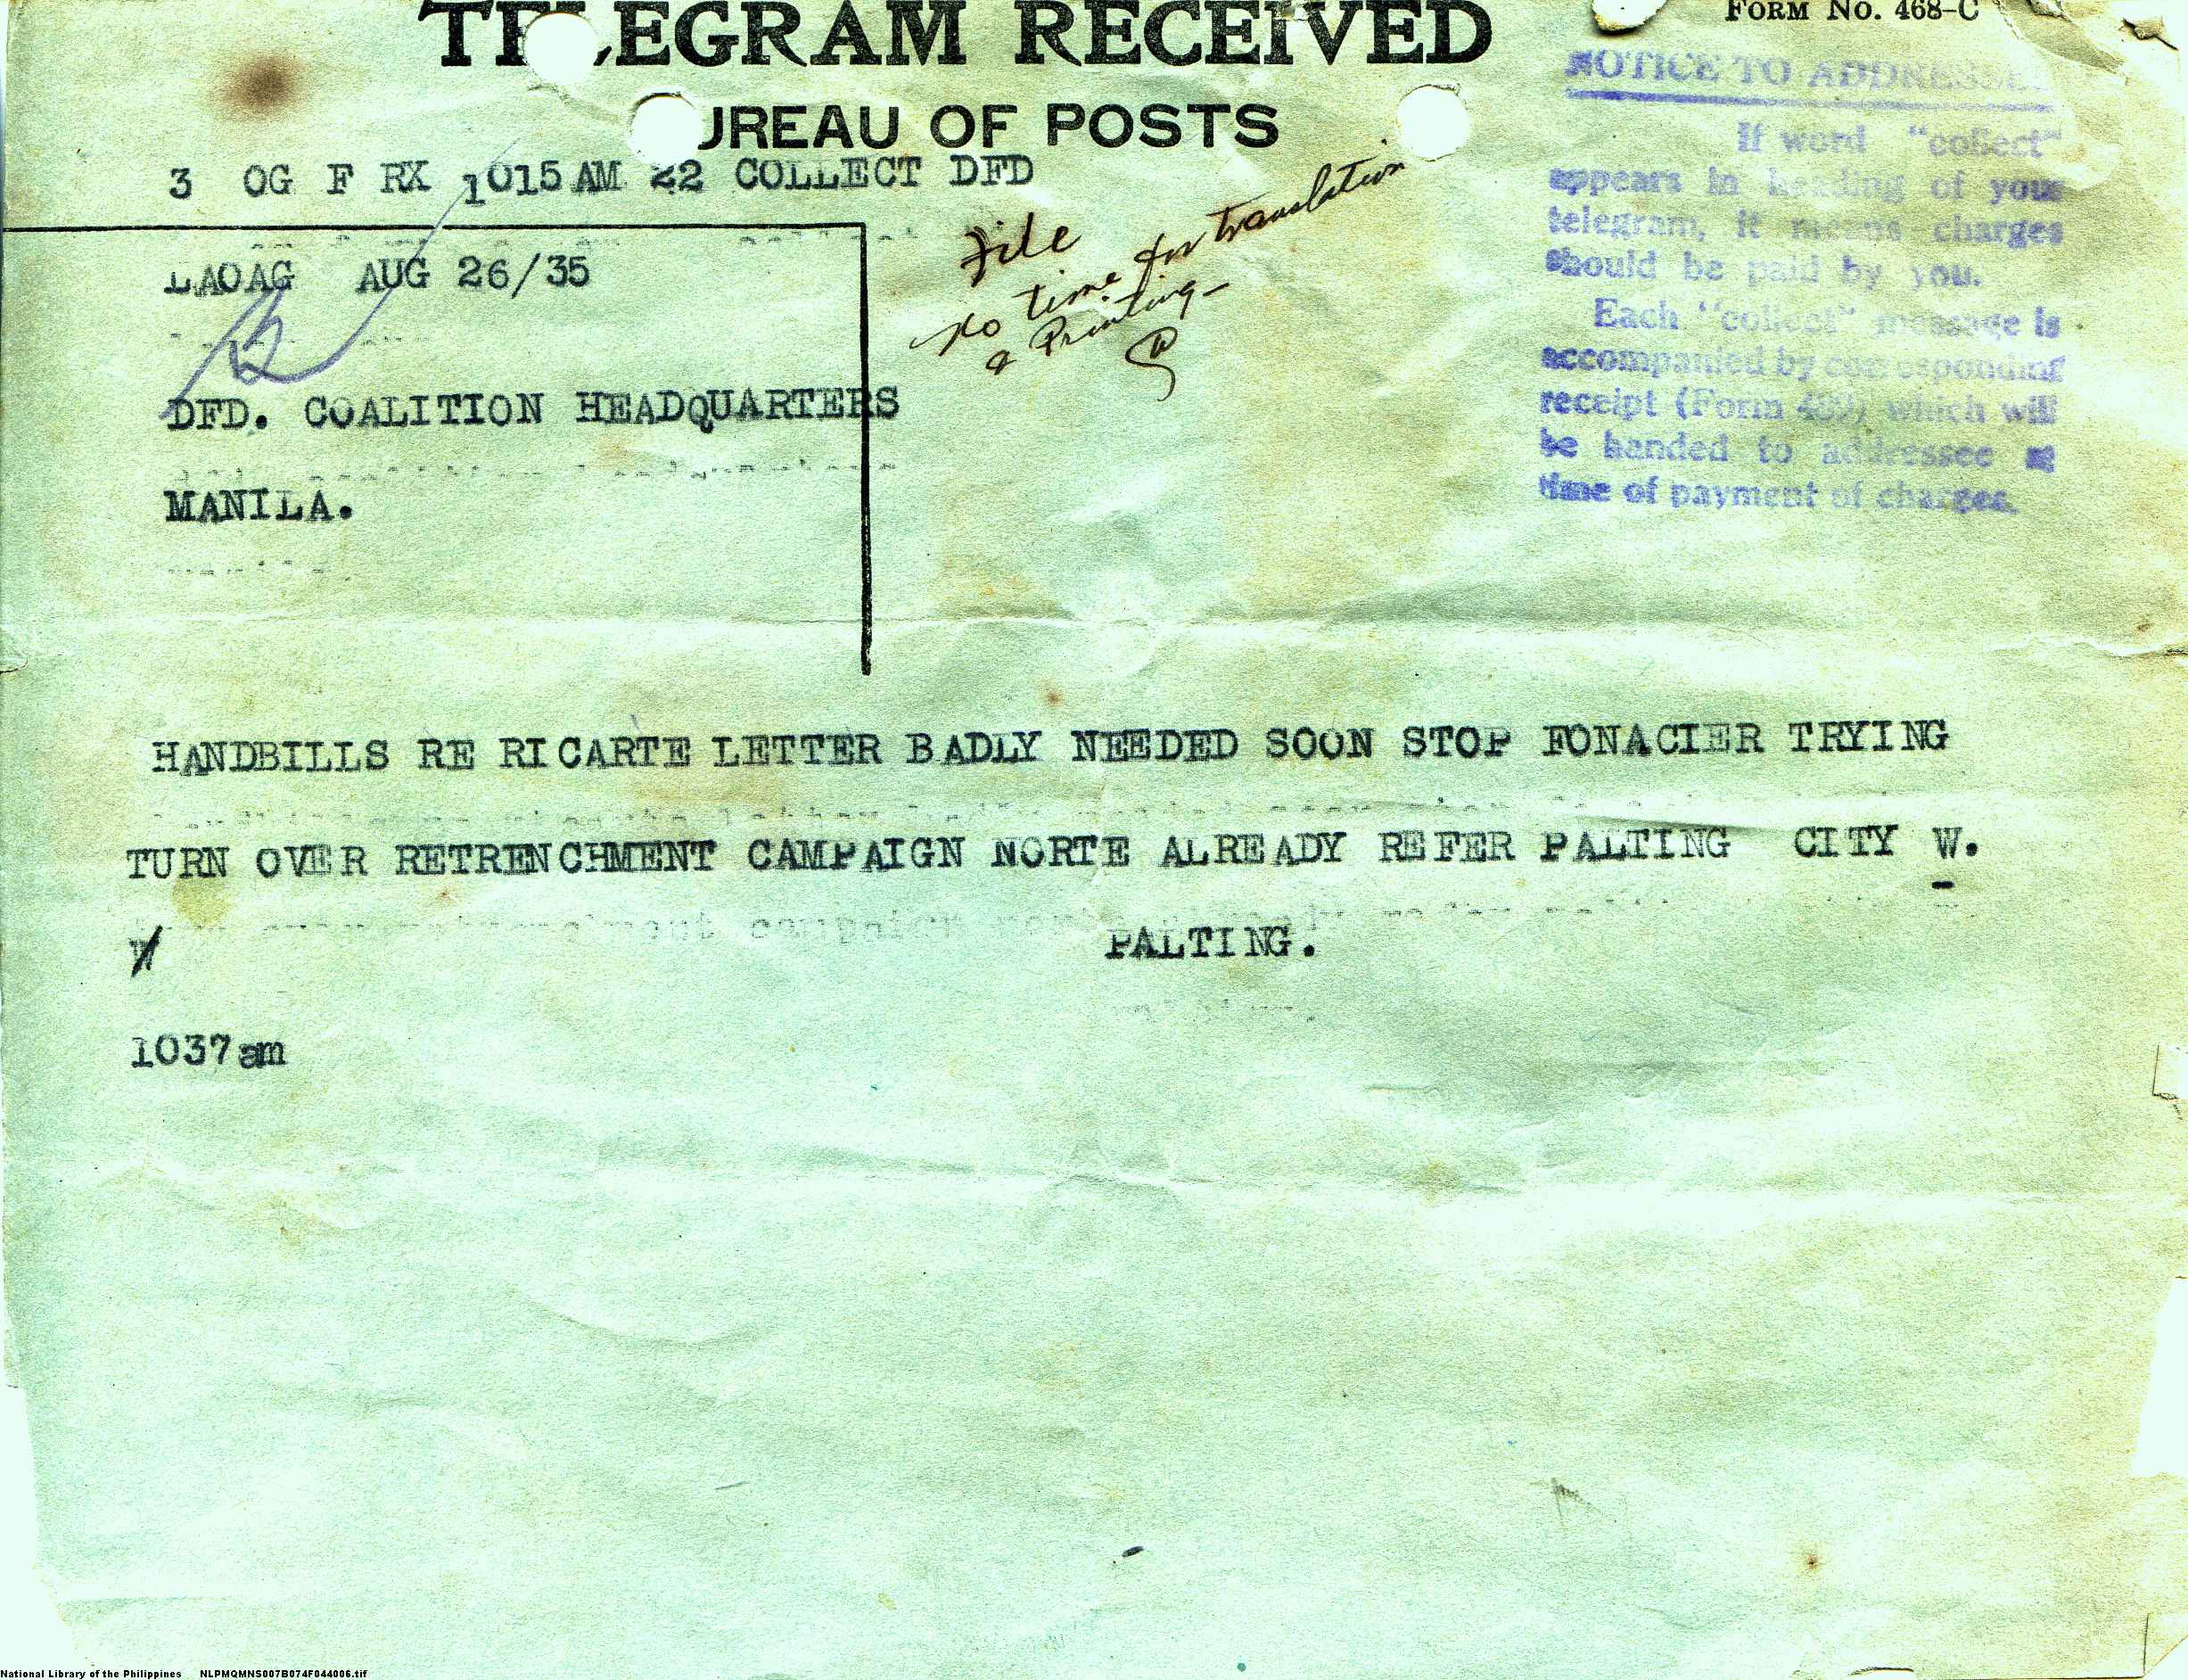 FORM NO. 468-C
TELEGRAM RECEIVED
BUREAU OF POSTS
3 OG F RX 1015AM 22 COLLECT DFD
LAOAG AUG 26/35
DFD. COALITION HEADQUARTERS
MANILA.
File
No time for translation
& Printing-
NOTICE TO ADDRESSEE
If word "collect"
appears in heading of your
telegram, it means charges
should be paid by you.
Each "collect" message is
accompanied by corresponding
receipt (Form 489) which will
be handed to addressee at
time of payment of charges.
HANDBILLS RE RICARTE LETTER BADLY NEEDED SOON STOP FONACIER TRYING
TURN OVER RETRENCHMENT CAMPAIGN NORTE ALREADY REFER PALTING CITY W.
PALTING.
1037am
National Library of the Philippines NLPMQMNS007B074F044006.tif